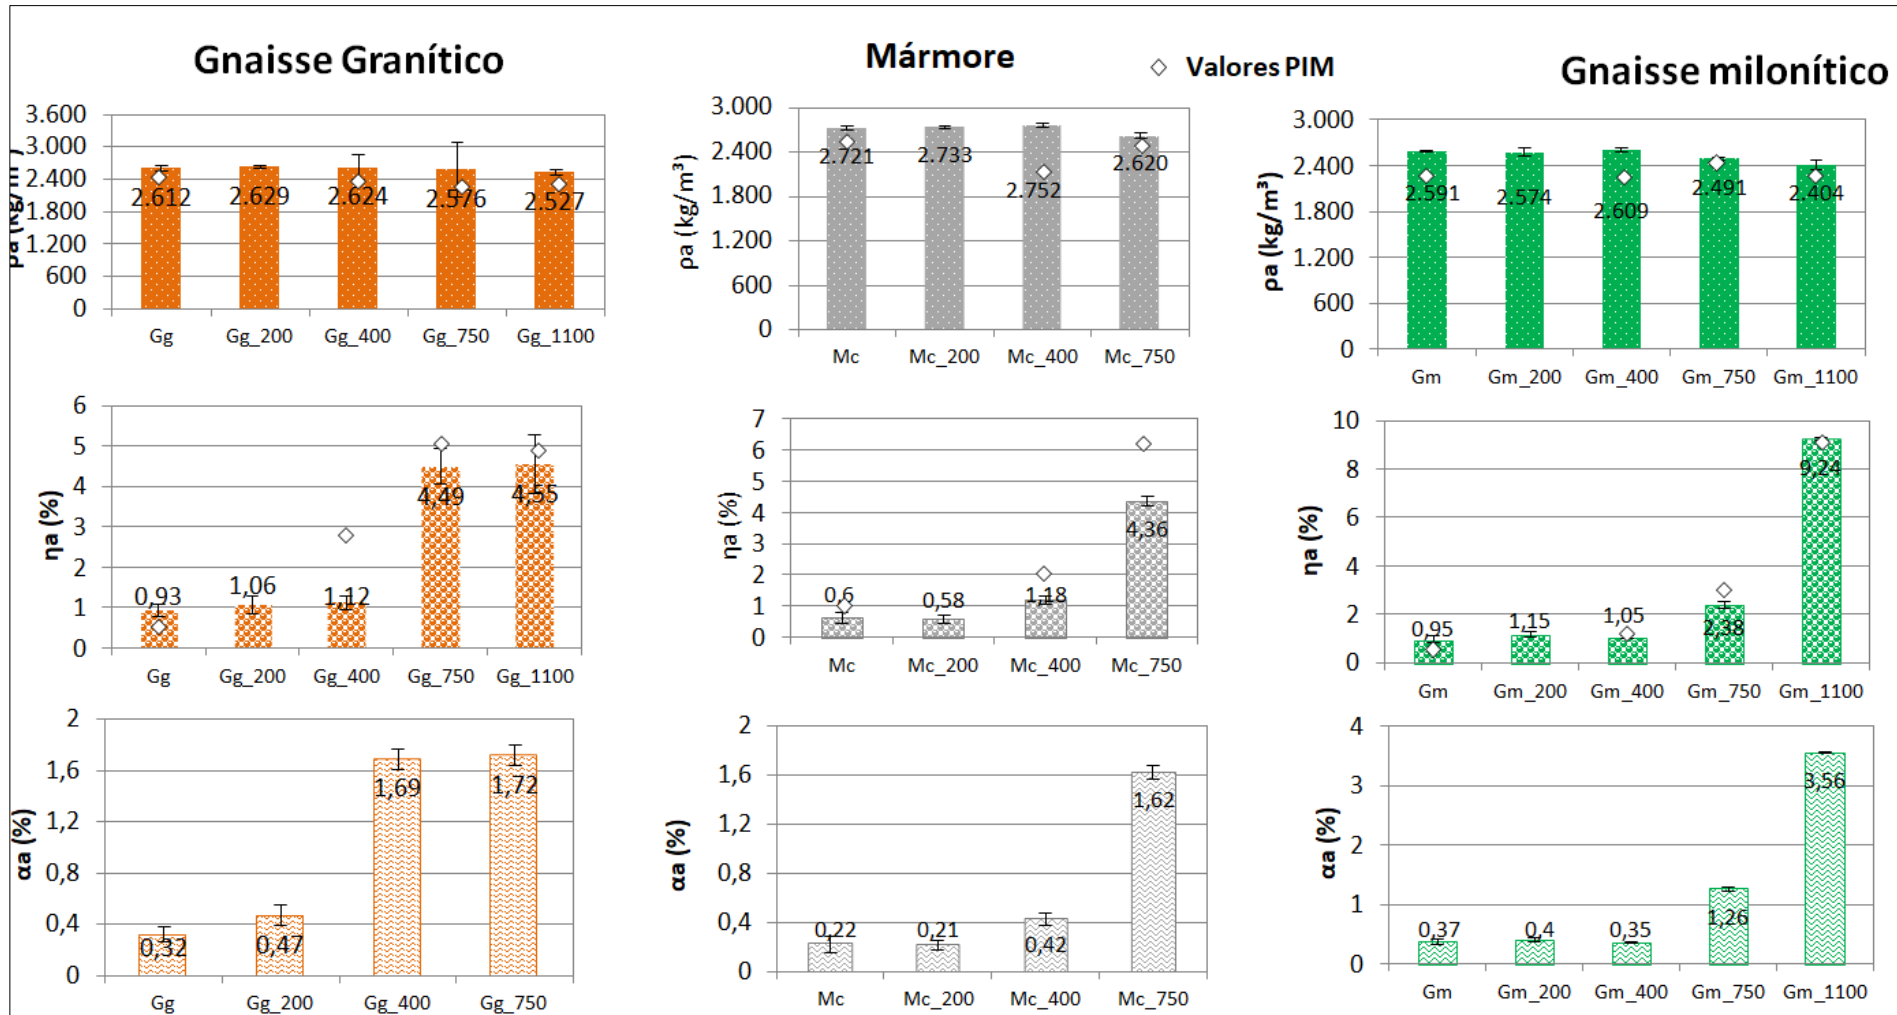 Gnaisse Granítico
Mármore
Valores PIM
Gnaisse milonítico
ρa (kg/m³)
3.600
3.000
2.400
1.800
1.200
600
0
2.612
2.629
2.624
2.576
2.527
Gg
Gg_200
Gg_400
Gg_750
Gg_1100
ρa (kg/m³)
3.000
2.400
1.800
1.200
600
0
2.721
2.733
2.752
2.620
Mc
Mc_200
Mc_400
Mc_750
ρa (kg/m³)
3.000
2.400
1.800
1.200
600
0
2.591
2.574
2.609
2.491
2.404
Gm
Gm_200
Gm_400
Gm_750
Gm_1100
ηa (%)
6
5
4
3
2
1
0
0,93
1,06
1,12
4,49
4,55
Gg
Gg_200
Gg_400
Gg_750
Gg_1100
ηa (%)
7
6
5
4
3
2
1
0
0,6
0,58
1,18
4,36
Mc
Mc_200
Mc_400
Mc_750
ηa (%)
10
8
6
4
2
0
0,95
1,15
1,05
2,38
9,24
Gm
Gm_200
Gm_400
Gm_750
Gm_1100
αa (%)
2
1,6
1,2
0,8
0,4
0
0,32
0,47
1,69
1,72
Gg
Gg_200
Gg_400
Gg_750
αa (%)
2
1,6
1,2
0,8
0,4
0
0,22
0,21
0,42
1,62
Mc
Mc_200
Mc_400
Mc_750
αa (%)
4
3
2
1
0
0,37
0,4
0,35
1,26
3,56
Gm
Gm_200
Gm_400
Gm_750
Gm_1100